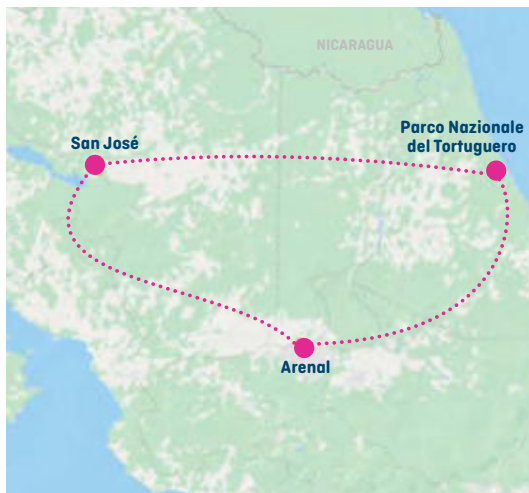 NICARAGUA
San José
Parco Nazionale
del Tortuguero
Arenal